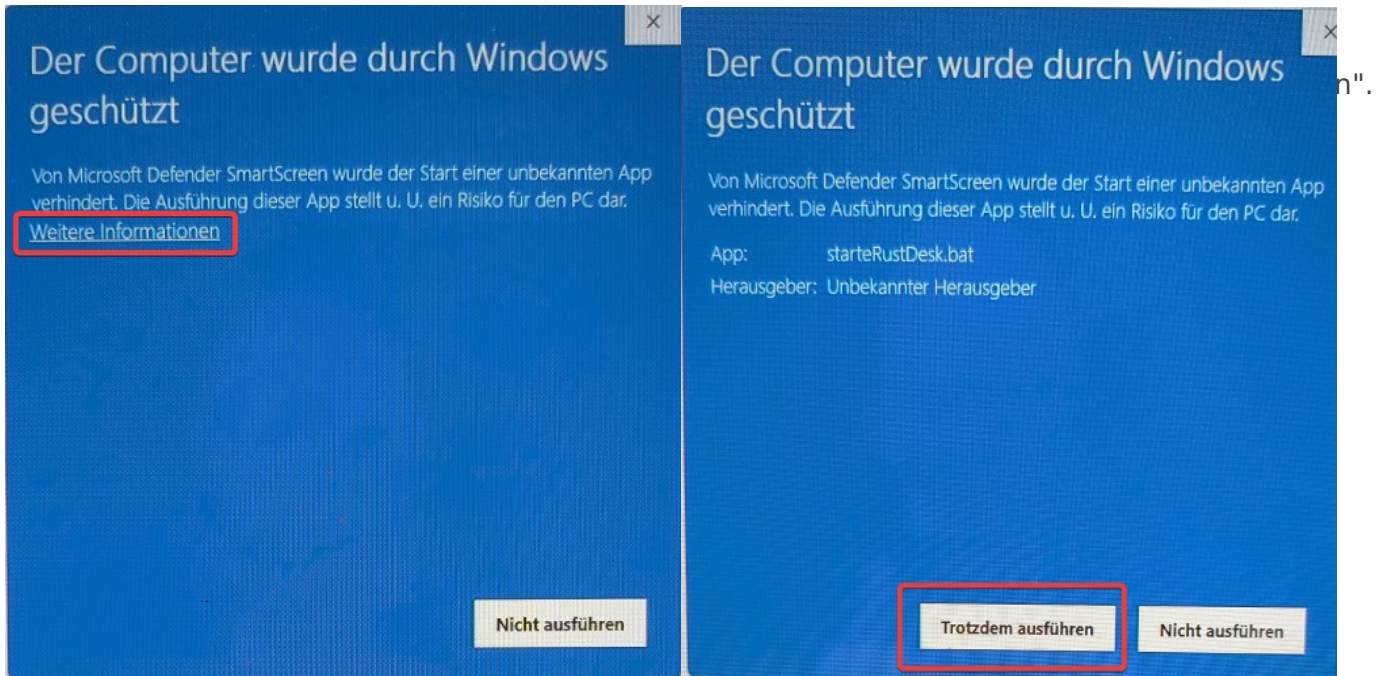 Der Computer wurde durch Windows
geschützt
Von Microsoft Defender SmartScreen wurde der Start einer unbekannten App
verhindert. Die Ausführung dieser App stellt u. U. ein Risiko für den PC dar.
Weitere Informationen
Nicht ausführen
Der Computer wurde durch Windows
geschützt
Von Microsoft Defender SmartScreen wurde der Start einer unbekannten App
verhindert. Die Ausführung dieser App stellt u. U. ein Risiko für den PC dar.
App: starteRustDesk.bat
Herausgeber: Unbekannter Herausgeber
Trotzdem ausführen
Nicht ausführen
n".